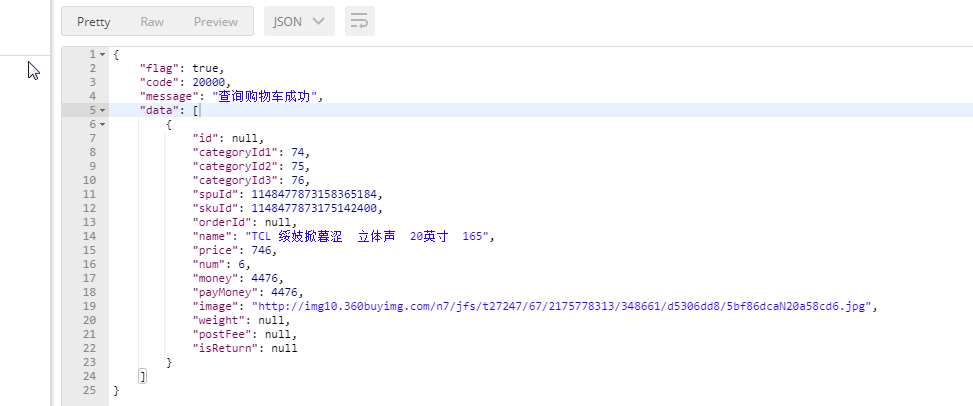 Pretty Raw Preview JSON
1 {
2 "flag": true,
3 "code": 20000,
4 "message": "查询购物车成功",
5 "data": [
6 {
7 "id": null,
8 "categoryId1": 74,
9 "categoryId2": 75,
10 "categoryId3": 76,
11 "spuId": 1148477873158365184,
12 "skuId": 1148477873175142400,
13 "orderId": null,
14 "name": "TCL 绥妓掀暮涩 立体声 20英寸 165",
15 "price": 746,
16 "num": 6,
17 "money": 4476,
18 "payMoney": 4476,
19 "image": "http://img10.360buyimg.com/n7/jfs/t27247/67/2175778313/348661/d5306dd8/5bf86dcaN20a58cd6.jpg",
20 "weight": null,
21 "postFee": null,
22 "isReturn": null
23 }
24 ]
25 }